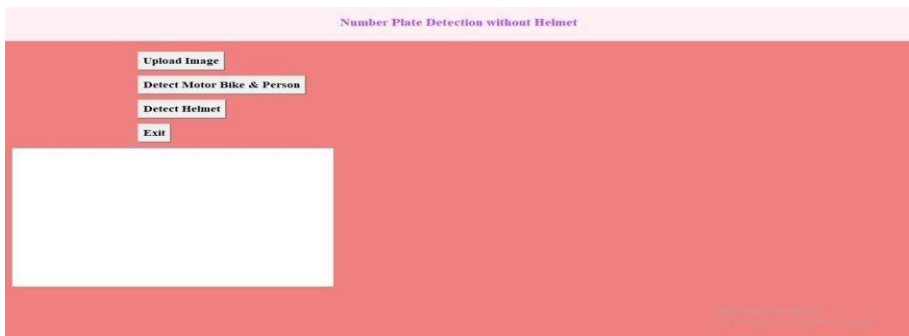 Number Plate Detection without Helmet
Upload Image
Detect Motor Bike & Person
Detect Helmet
Exit